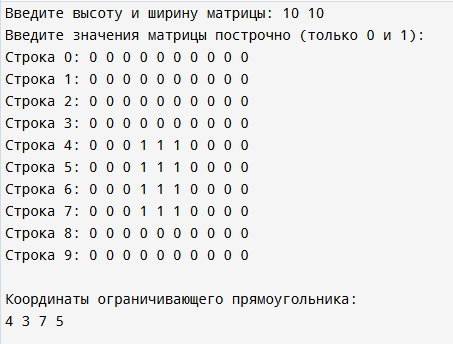 Введите высоту и ширину матрицы: 10 10
Введите значения матрицы построчно (только 0 и 1):
Строка 0: 0 0 0 0 0 0 0 0 0 0
Строка 1: 0 0 0 0 0 0 0 0 0 0
Строка 2: 0 0 0 0 0 0 0 0 0 0
Строка 3: 0 0 0 0 0 0 0 0 0 0
Строка 4: 0 0 0 1 1 1 0 0 0 0
Строка 5: 0 0 0 1 1 1 0 0 0 0
Строка 6: 0 0 0 1 1 1 0 0 0 0
Строка 7: 0 0 0 1 1 1 0 0 0 0
Строка 8: 0 0 0 0 0 0 0 0 0 0
Строка 9: 0 0 0 0 0 0 0 0 0 0
Координаты ограничивающего прямоугольника:
4 3 7 5